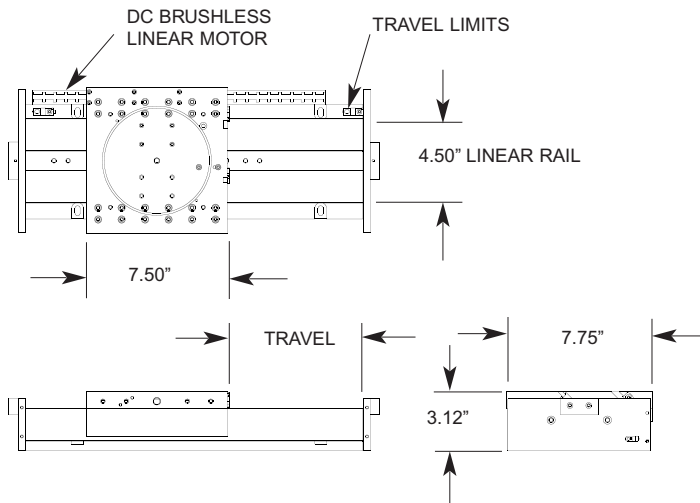 DC BRUSHLESS
LINEAR MOTOR
TRAVEL LIMITS
4.50” LINEAR RAIL
7.50”
TRAVEL
7.75”
3.12”